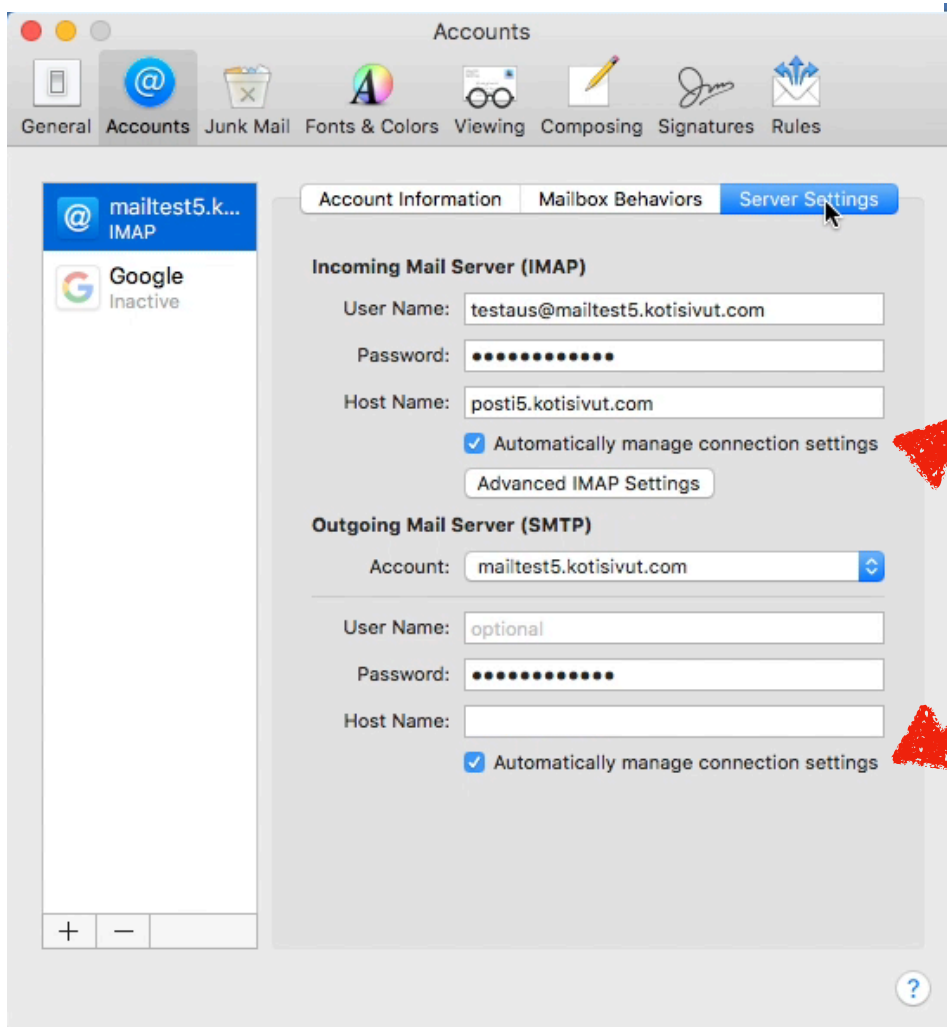 Accounts
General Accounts Junk Mail Fonts & Colors Viewing Composing Signatures Rules
mailtest5.k...
IMAP
Google
Inactive
Account Information Mailbox Behaviors Server Settings
Incoming Mail Server (IMAP)
User Name: testaus@mailtest5.kotisivut.com
Password: ••••••••••••
Host Name: posti5.kotisivut.com
Automatically manage connection settings
Advanced IMAP Settings
Outgoing Mail Server (SMTP)
Account: mailtest5.kotisivut.com
User Name: optional
Password: ••••••••••••
Host Name:
Automatically manage connection settings
+ −
?